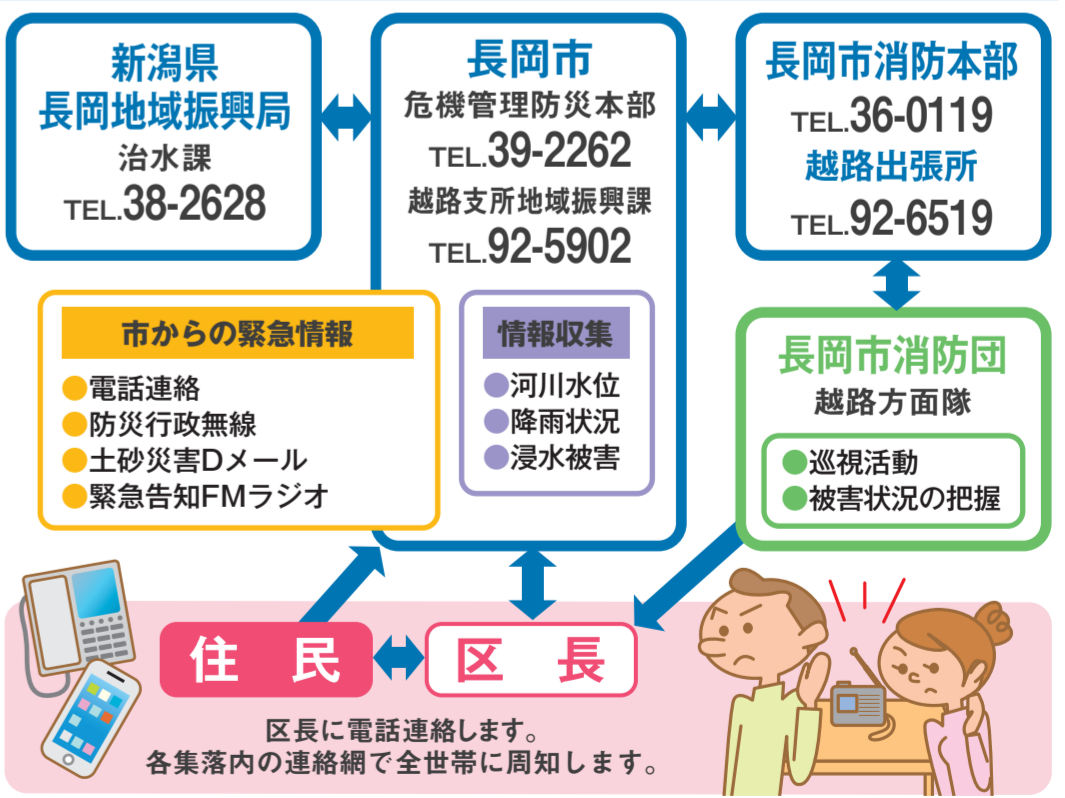 新潟県
長岡地域振興局
治水課
TEL.38-2628
長岡市
危機管理防災本部
TEL.39-2262
越路支所地域振興課
TEL.92-5902
長岡市消防本部
TEL.36-0119
越路出張所
TEL.92-6519
市からの緊急情報
●電話連絡
●防災行政無線
●土砂災害Dメール
●緊急告知FMラジオ
情報収集
●河川水位
●降雨状況
●浸水被害
長岡市消防団
越路方面隊
●巡視活動
●被害状況の把握
住　民
区　長
区長に電話連絡します。
各集落内の連絡網で全世帯に周知します。